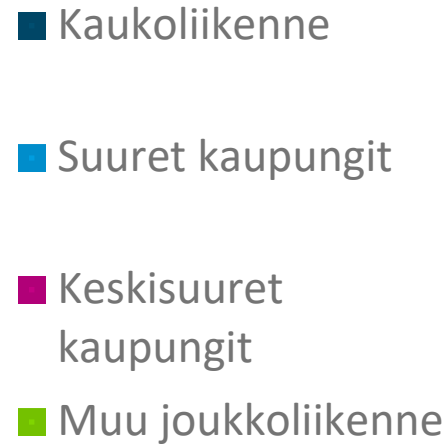 Kaukoliikenne
Suuret kaupungit
Keskisuuret
kaupungit
Muu joukkoliikenne